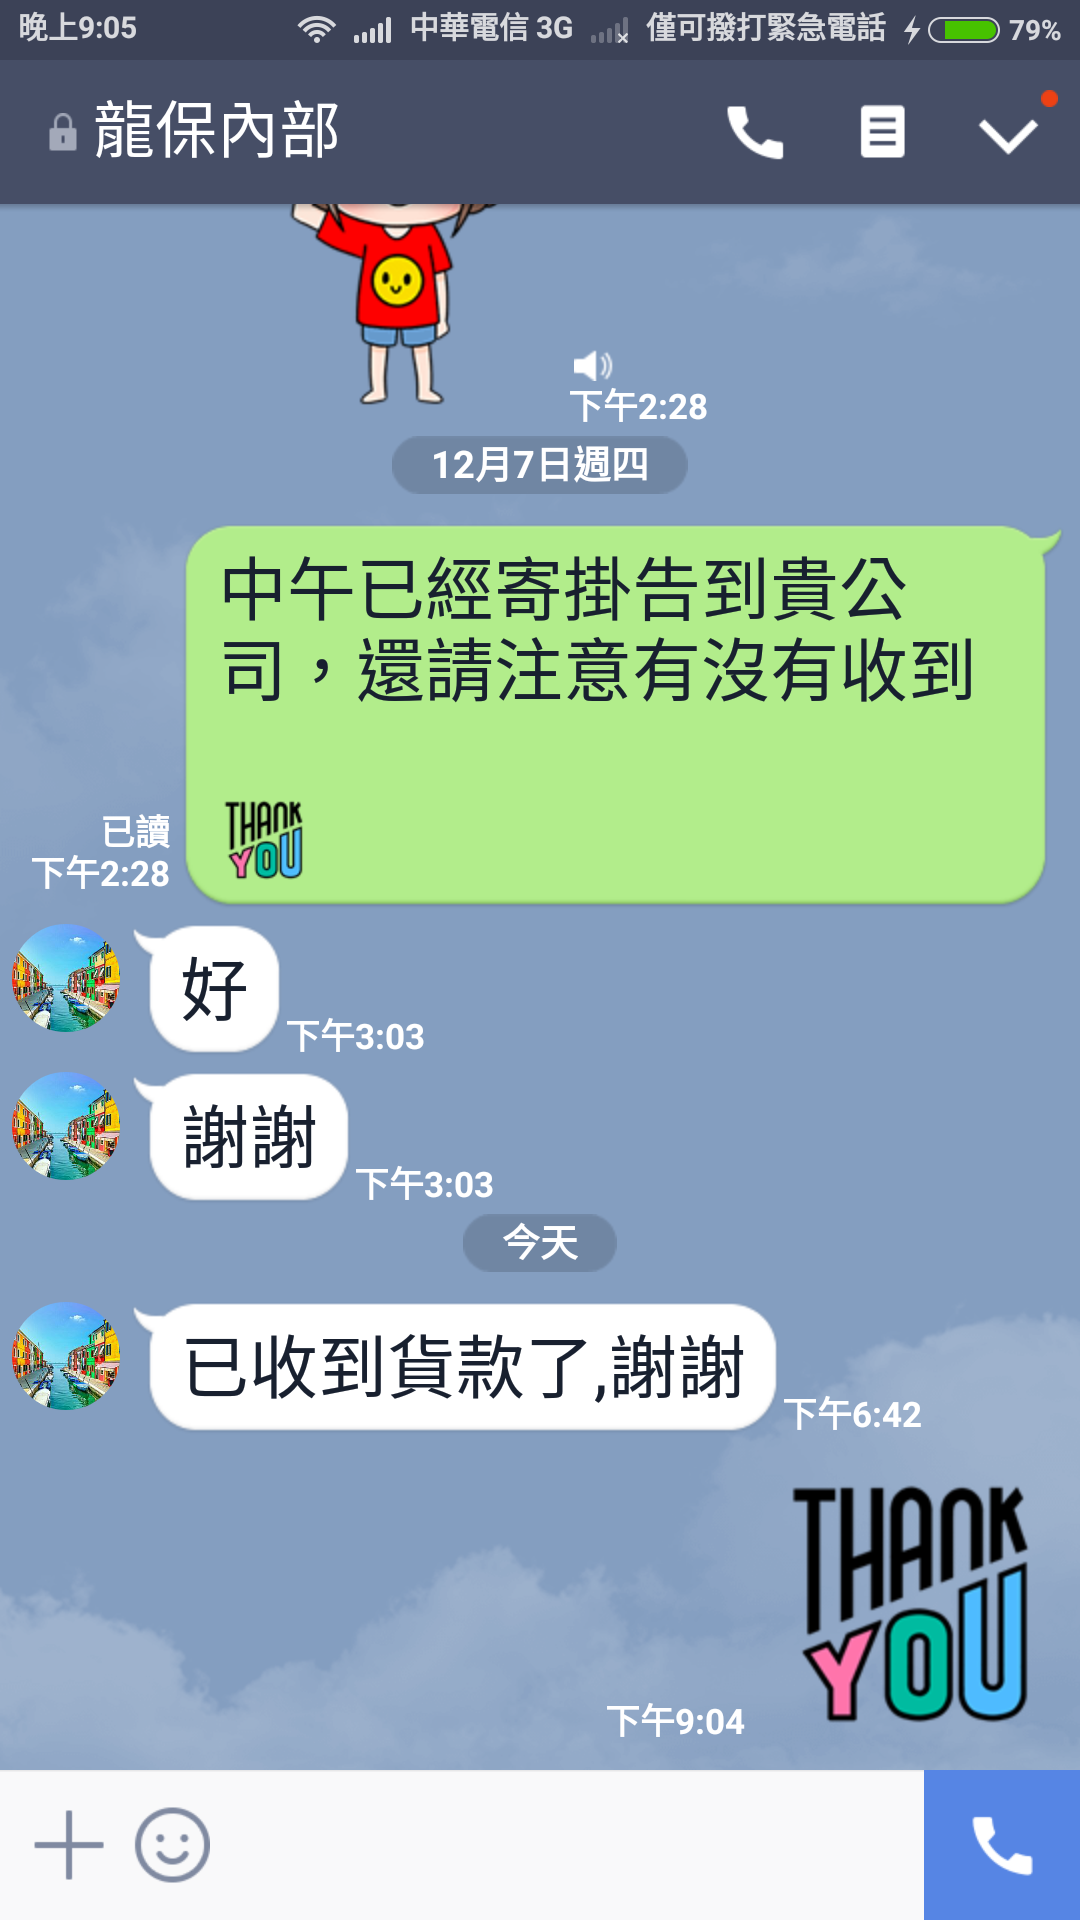 晚上9:05 中華電信 3G 僅可撥打緊急電話 79%
龍保內部
下午2:28
12月7日週四
中午已經寄掛告到貴公
司，還請注意有沒有收到
THANK
YOU
已讀
下午2:28
好
下午3:03
謝謝
下午3:03
今天
已收到貨款了,謝謝
下午6:42
THANK
YOU
下午9:04